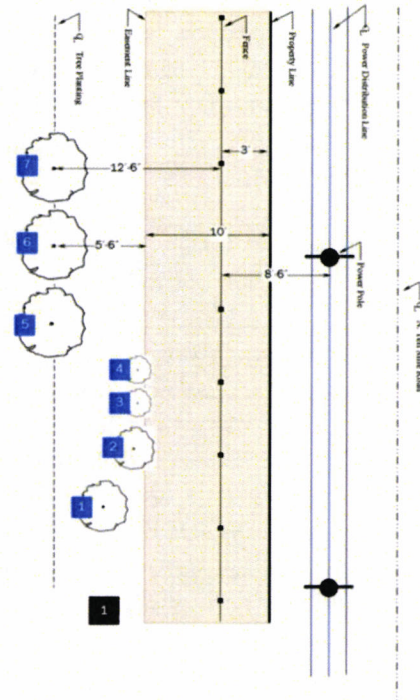 ℄ Tree Planting
Easement Line
Fence
Property Line
℄ Power Distribution Line
3'
7
12'-6"
6
5'-6"
10'
8'-6"
Power Pole
℄
5
4
3
2
1
1